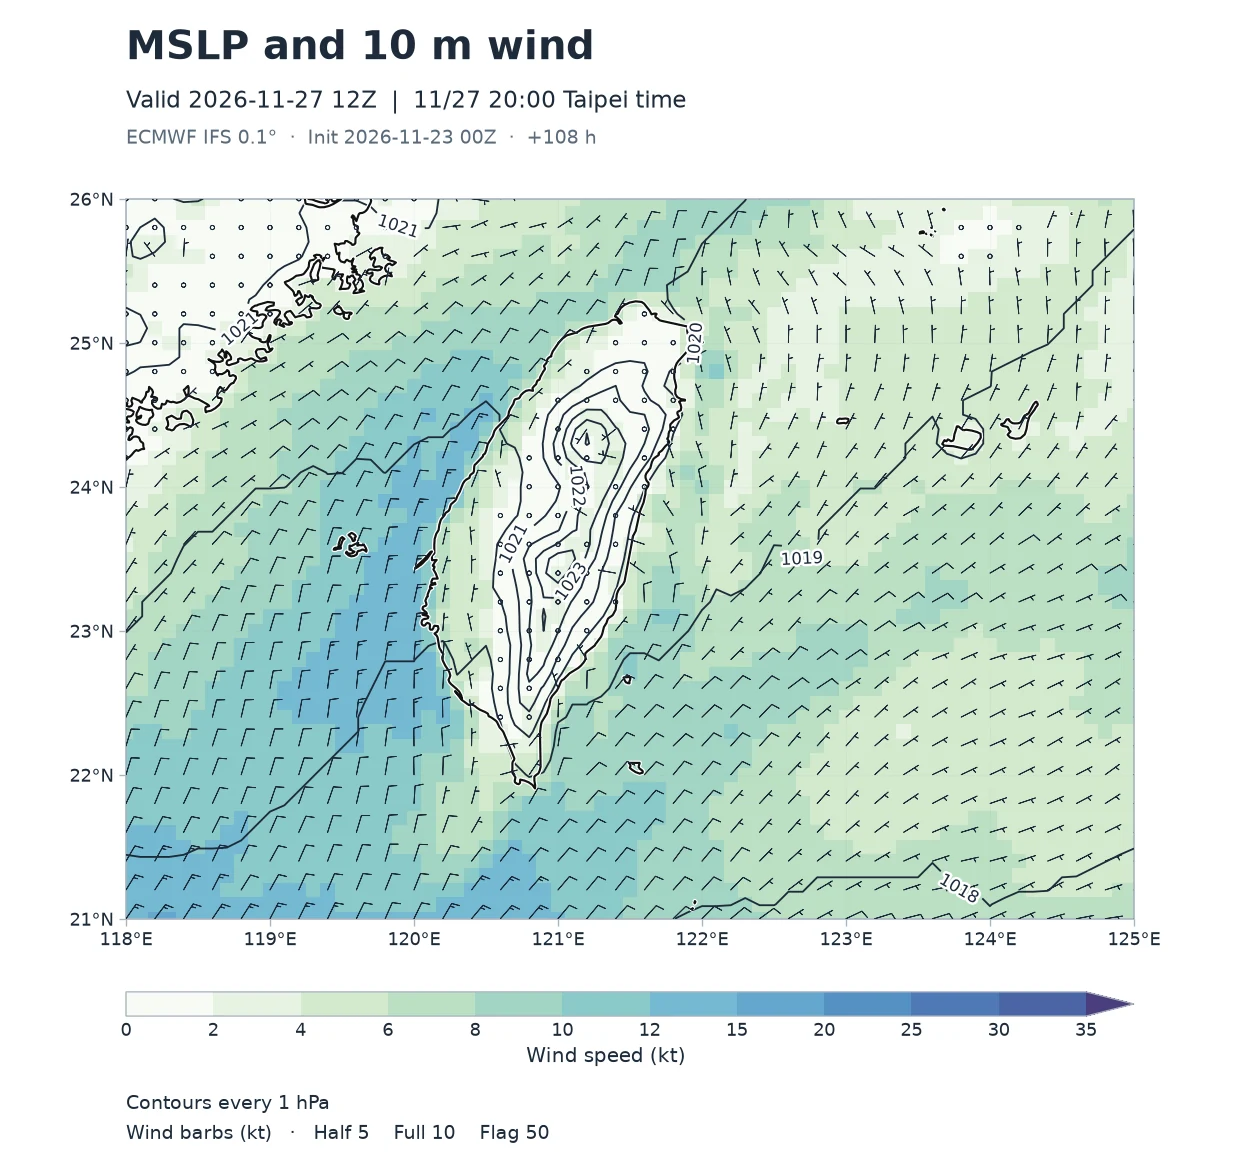 MSLP and 10 m wind
Valid 2026-11-27 12Z | 11/27 20:00 Taipei time
ECMWF IFS 0.1° · Init 2026-11-23 00Z · +108 h
26°N
25°N
24°N
23°N
22°N
21°N
1021
1021
1020
1022
1021
1023
1019
1018
118°E 119°E 120°E 121°E 122°E 123°E 124°E 125°E
0 2 4 6 8 10 12 15 20 25 30 35
Wind speed (kt)
Contours every 1 hPa
Wind barbs (kt) · Half 5 Full 10 Flag 50